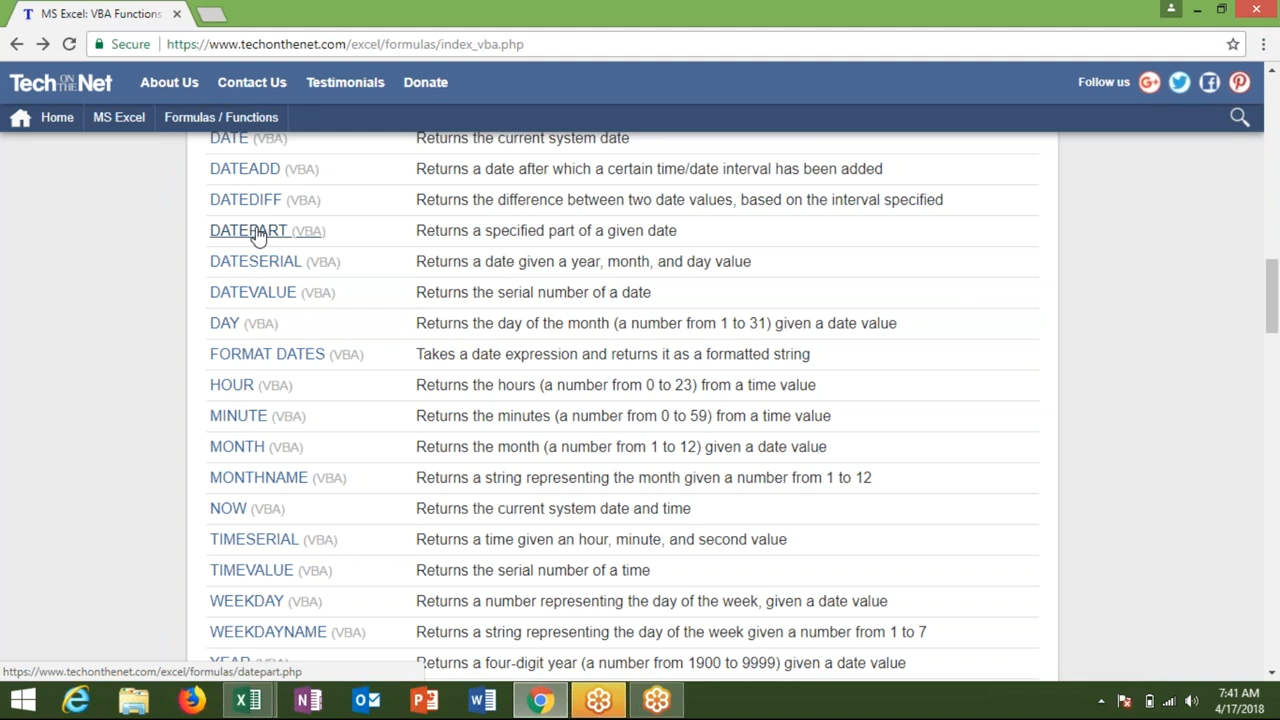 MS Excel: VBA Functions
Secure https://www.techonthenet.com/excel/formulas/index_vba.php
Tech ON THE Net About Us Contact Us Testimonials Donate Follow us
Home MS Excel Formulas / Functions
DATE (VBA) Returns the current system date
DATEADD (VBA) Returns a date after which a certain time/date interval has been added
DATEDIFF (VBA) Returns the difference between two date values, based on the interval specified
DATEPART (VBA) Returns a specified part of a given date
DATESERIAL (VBA) Returns a date given a year, month, and day value
DATEVALUE (VBA) Returns the serial number of a date
DAY (VBA) Returns the day of the month (a number from 1 to 31) given a date value
FORMAT DATES (VBA) Takes a date expression and returns it as a formatted string
HOUR (VBA) Returns the hours (a number from 0 to 23) from a time value
MINUTE (VBA) Returns the minutes (a number from 0 to 59) from a time value
MONTH (VBA) Returns the month (a number from 1 to 12) given a date value
MONTHNAME (VBA) Returns a string representing the month given a number from 1 to 12
NOW (VBA) Returns the current system date and time
TIMESERIAL (VBA) Returns a time given an hour, minute, and second value
TIMEVALUE (VBA) Returns the serial number of a time
WEEKDAY (VBA) Returns a number representing the day of the week, given a date value
WEEKDAYNAME (VBA) Returns a string representing the day of the week given a number from 1 to 7
YEAR (VBA) Returns a four-digit year (a number from 1900 to 9999) given a date value
https://www.techonthenet.com/excel/formulas/datepart.php
7:41 AM
4/17/2018